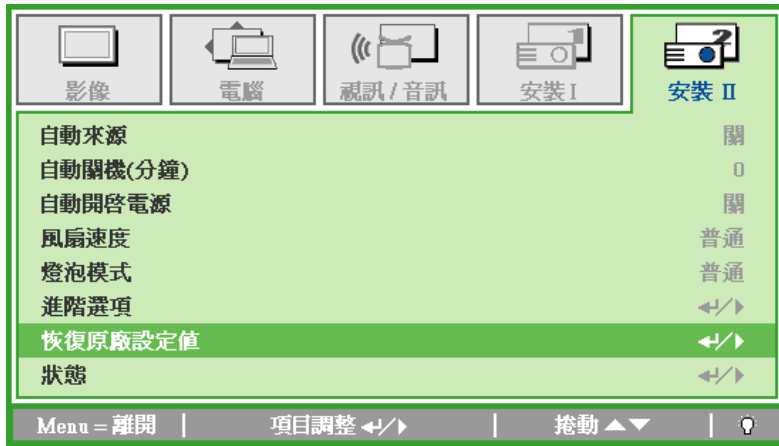 影像 電腦 視訊 / 音訊 安裝 I 安裝 II
自動來源 關
自動關機(分鐘) 0
自動開啓電源 關
風扇速度 普通
燈泡模式 普通
進階選項
恢復原廠設定值
狀態
Menu = 離開 項目調整 捲動